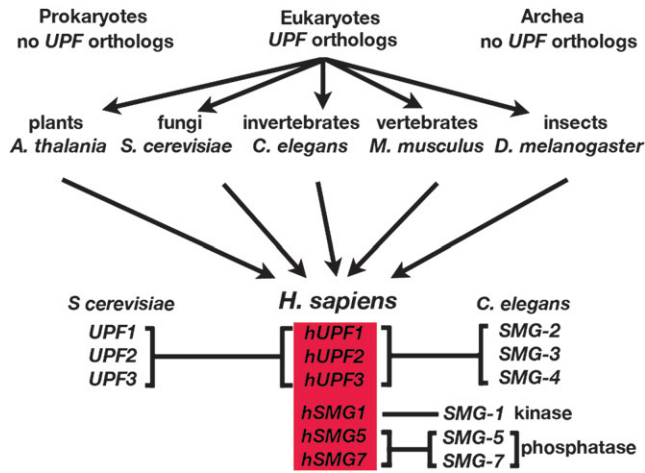 Prokaryotes
no UPF orthologs
Eukaryotes
UPF orthologs
Archea
no UPF orthologs
plants
A. thalania
fungi
S. cerevisiae
invertebrates
C. elegans
vertebrates
M. musculus
insects
D. melanogaster
S cerevisiae
UPF1
UPF2
UPF3
H. sapiens
hUPF1
hUPF2
hUPF3
hSMG1
hSMG5
hSMG7
C. elegans
SMG-2
SMG-3
SMG-4
SMG-1 kinase
SMG-5
SMG-7
phosphatase